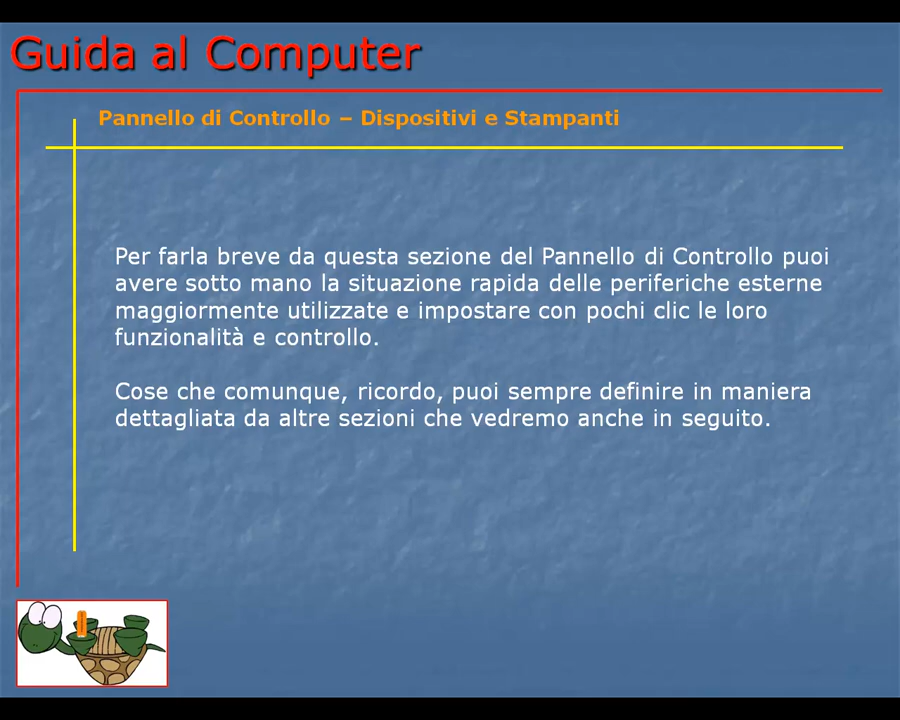 Guida al Computer
Pannello di Controllo – Dispositivi e Stampanti
Per farla breve da questa sezione del Pannello di Controllo puoi
avere sotto mano la situazione rapida delle periferiche esterne
maggiormente utilizzate e impostare con pochi clic le loro
funzionalità e controllo.
Cose che comunque, ricordo, puoi sempre definire in maniera
dettagliata da altre sezioni che vedremo anche in seguito.